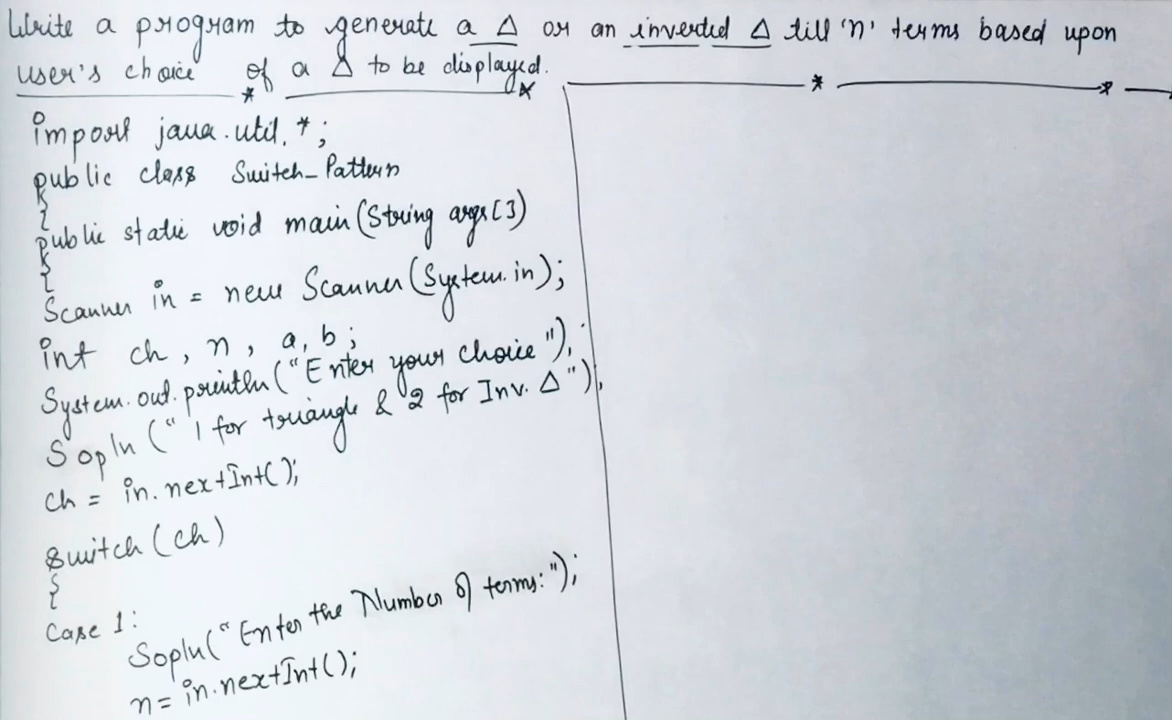 Write a program to generate a Δ or an inverted Δ till 'n' terms based upon
user's choice of a Δ to be displayed.
import java.util.*;
public class Switch_Pattern
{
public static void main(String args[])
{
Scanner in = new Scanner(System.in);
int ch, n, a, b;
System.out.println("Enter your choice");
Sopln("1 for triangle & 2 for Inv. Δ");
ch = in.nextInt();
switch(ch)
{
Case 1:
Sopln("Enter the Number of terms:");
n = in.nextInt();